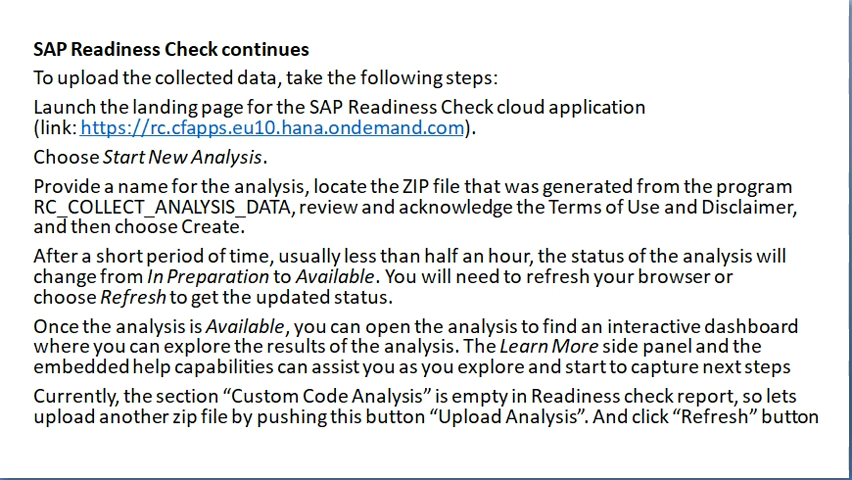 SAP Readiness Check continues
To upload the collected data, take the following steps:
Launch the landing page for the SAP Readiness Check cloud application
(link: https://rc.cfapps.eu10.hana.ondemand.com).
Choose Start New Analysis.
Provide a name for the analysis, locate the ZIP file that was generated from the program
RC_COLLECT_ANALYSIS_DATA, review and acknowledge the Terms of Use and Disclaimer,
and then choose Create.
After a short period of time, usually less than half an hour, the status of the analysis will
change from In Preparation to Available. You will need to refresh your browser or
choose Refresh to get the updated status.
Once the analysis is Available, you can open the analysis to find an interactive dashboard
where you can explore the results of the analysis. The Learn More side panel and the
embedded help capabilities can assist you as you explore and start to capture next steps
Currently, the section “Custom Code Analysis” is empty in Readiness check report, so lets
upload another zip file by pushing this button “Upload Analysis”. And click “Refresh” button